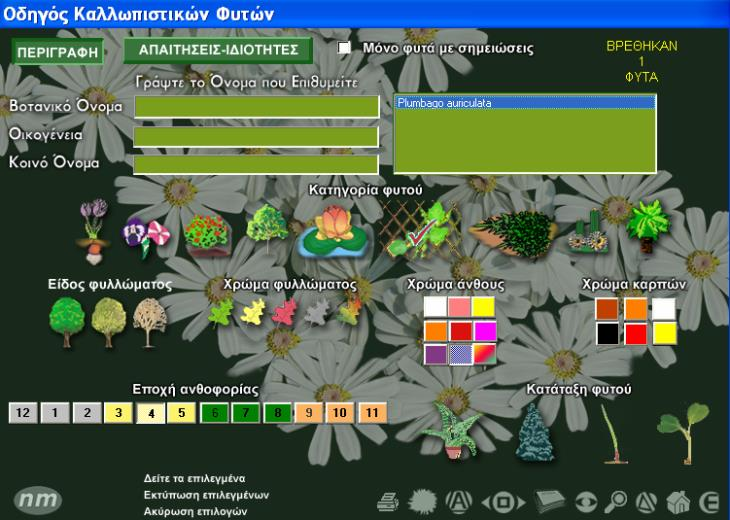 Οδηγός Καλλωπιστικών Φυτών
ΠΕΡΙΓΡΑΦΗ
ΑΠΑΙΤΗΣΕΙΣ-ΙΔΙΟΤΗΤΕΣ
Μόνο φυτά με σημειώσεις
ΒΡΕΘΗΚΑΝ
1
ΦΥΤΑ
Γράψτε το Όνομα που Επιθυμείτε
Βοτανικό Όνομα
Plumbago auriculata
Οικογένεια
Κοινό Όνομα
Κατηγορία φυτού
Είδος φυλλώματος
Χρώμα φυλλώματος
Χρώμα άνθους
Χρώμα καρπών
Εποχή ανθοφορίας
Κατάταξη φυτού
12 1 2 3 4 5 6 7 8 9 10 11
Δείτε τα επιλεγμένα
Εκτύπωση επιλεγμένων
Ακύρωση επιλογών
nm